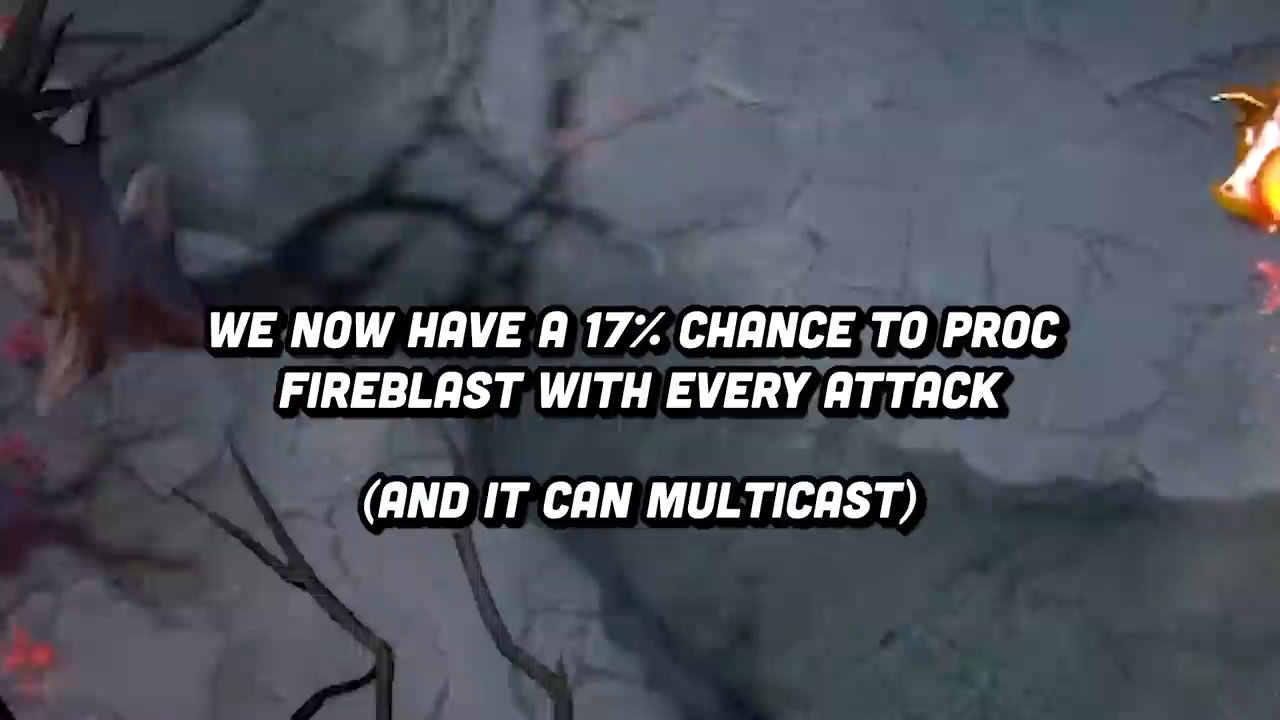 WE NOW HAVE A 17% CHANCE TO PROC
FIREBLAST WITH EVERY ATTACK
(AND IT CAN MULTICAST)